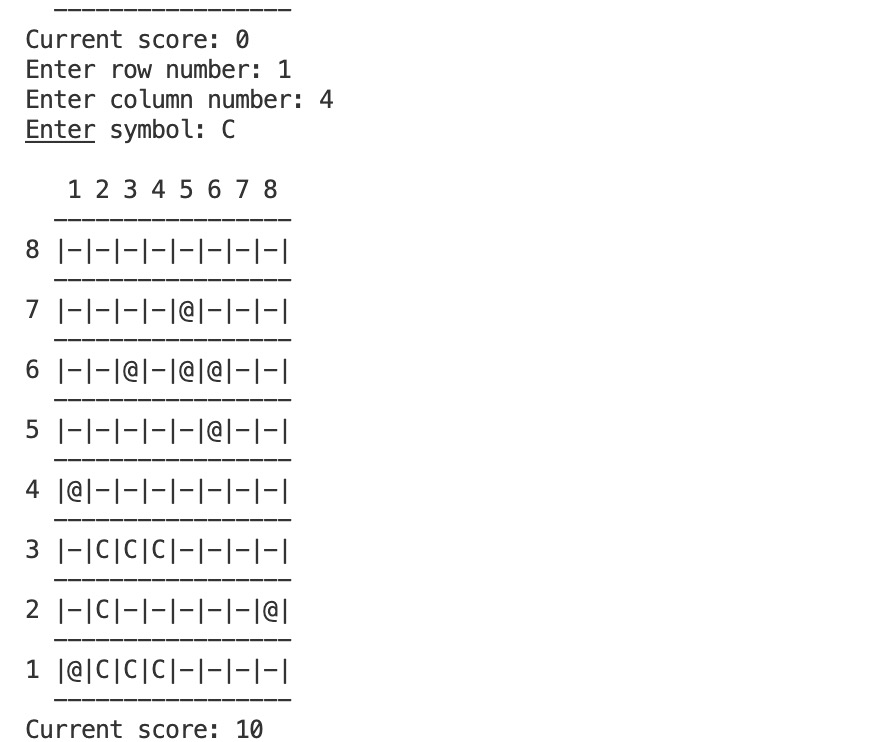 Current score: 0
Enter row number: 1
Enter column number: 4
Enter symbol: C
1 2 3 4 5 6 7 8
-----------------
8 |-|-|-|-|-|-|-|-|
-----------------
7 |-|-|-|-|@|-|-|-|
-----------------
6 |-|-|@|-|@|@|-|-|
-----------------
5 |-|-|-|-|-|@|-|-|
-----------------
4 |@|-|-|-|-|-|-|-|
-----------------
3 |-|C|C|C|-|-|-|-|
-----------------
2 |-|C|-|-|-|-|-|@|
-----------------
1 |@|C|C|C|-|-|-|-|
-----------------
Current score: 10